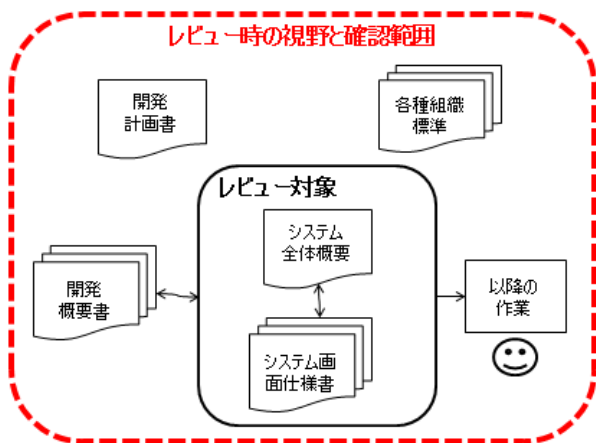 レビュー時の視野と確認範囲
開発
計画書
各種組織
標準
レビュー対象
システム
全体概要
開発
概要書
以降の
作業
システム画
面仕様書